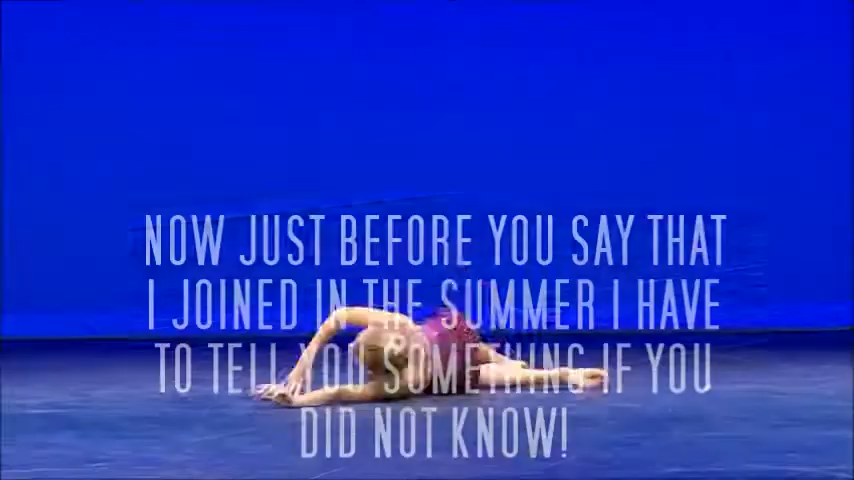 NOW JUST BEFORE YOU SAY THAT
I JOINED IN THE SUMMER I HAVE
TO TELL YOU SOMETHING IF YOU
DID NOT KNOW!